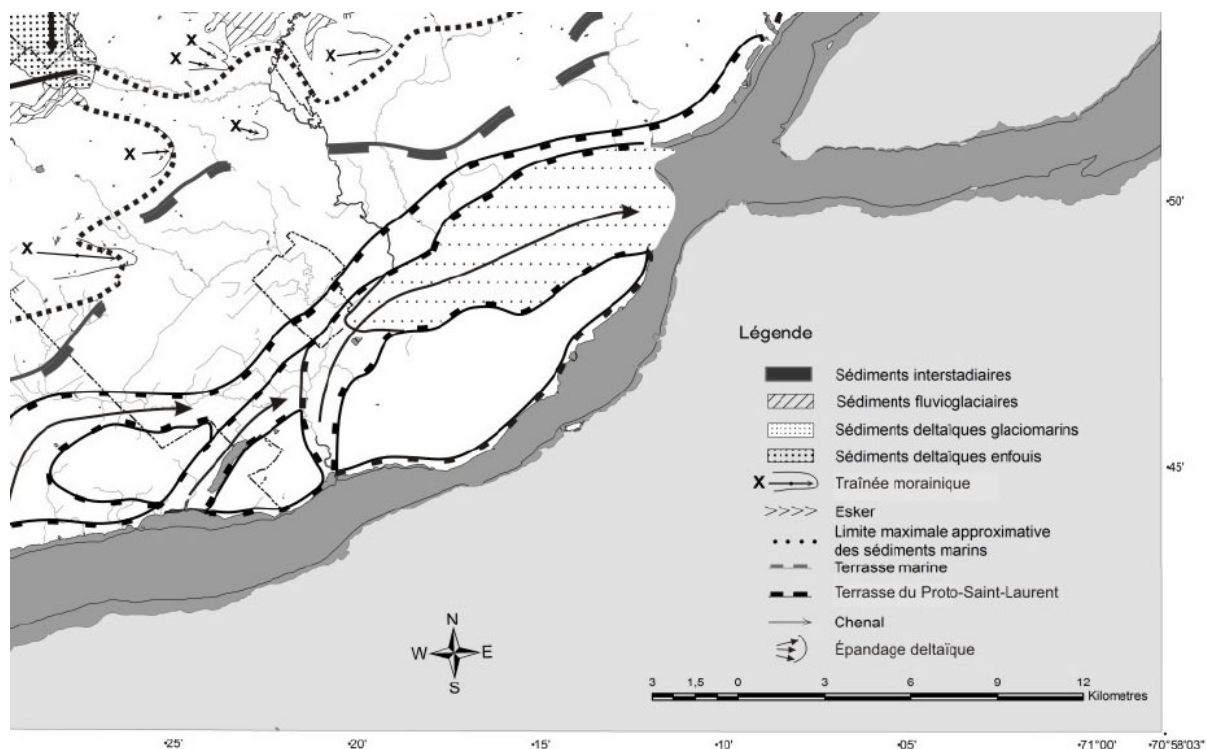 X
X
X
X
X
50'
45'
Légende
Sédiments interstadiaires
Sédiments fluvioglaciaires
Sédiments deltaïques glaciomarins
Sédiments deltaïques enfouis
X Traînée morainique
Esker
Limite maximale approximative
des sédiments marins
Terrasse marine
Terrasse du Proto-Saint-Laurent
Chenal
Épandage deltaïque
N
W E
S
3 1,5 0 3 6 9 12
Kilometres
-25' -20' -15' -10' -05' -71°00' -70°58'03"